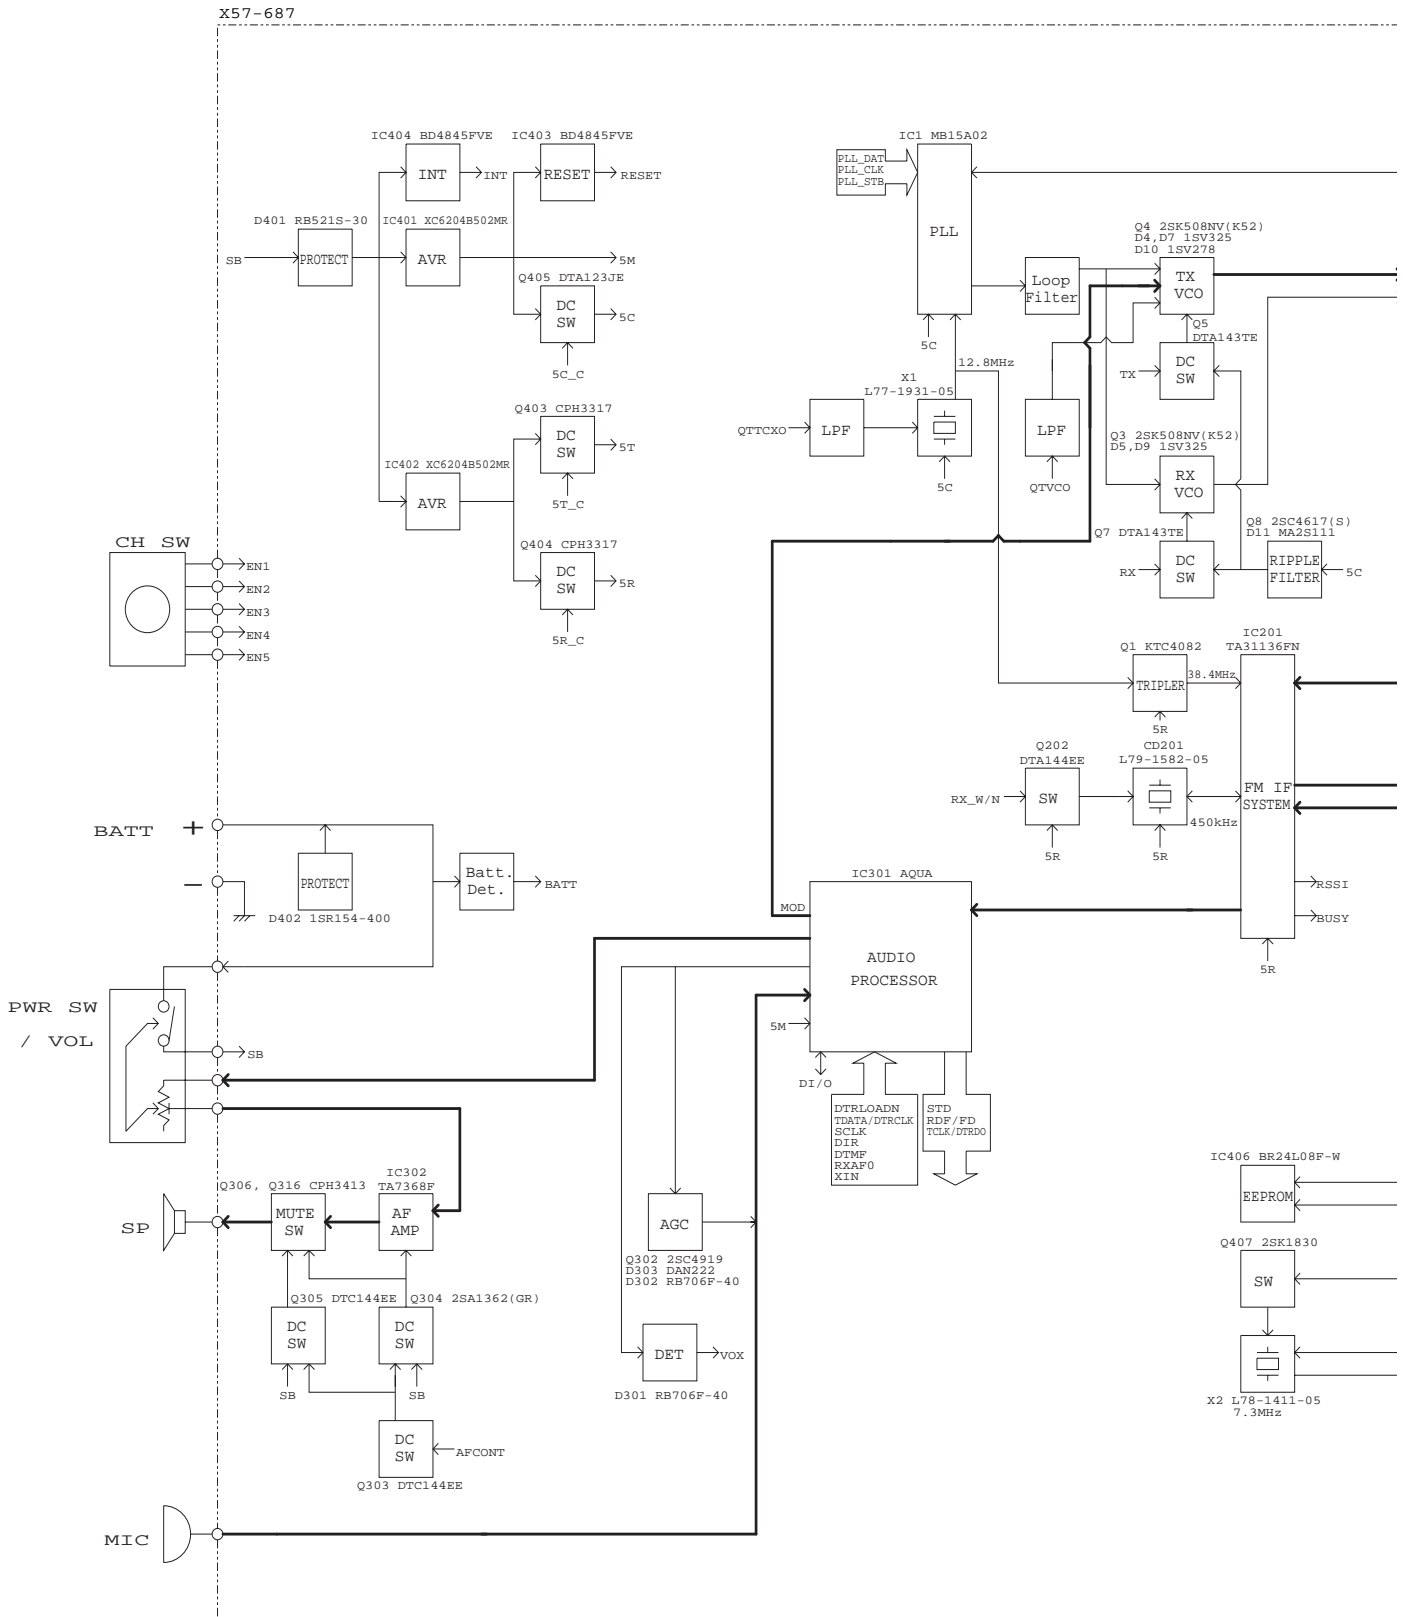 X57-687
IC404 BD4845FVE
IC403 BD4845FVE
IC1 MB15A02
INT
INT
RESET
RESET
PLL_DAT
PLL_CLK
PLL_STB
PLL
D401 RB521S-30
IC401 XC6204B502MR
SB
PROTECT
AVR
5M
Q405 DTA123JE
DC
SW
5C
5C_C
Loop
Filter
Q4 2SK508NV(K52)
D4,D7 1SV325
D10 1SV278
TX
VCO
Q5
DTA143TE
DC
SW
TX
5C
12.8MHz
X1
L77-1931-05
QTTCXO
LPF
5C
LPF
QTVCO
Q403 CPH3317
DC
SW
5T
5T_C
IC402 XC6204B502MR
AVR
Q404 CPH3317
DC
SW
5R
5R_C
Q3 2SK508NV(K52)
D5,D9 1SV325
RX
VCO
Q7 DTA143TE
DC
SW
RX
Q8 2SC4617(S)
D11 MA2S111
RIPPLE
FILTER
5C
CH SW
EN1
EN2
EN3
EN4
EN5
IC201
TA31136FN
Q1 KTC4082
TRIPLER
38.4MHz
5R
Q202
DTA144EE
CD201
L79-1582-05
RX_W/N
SW
5R
5R
450kHz
FM IF
SYSTEM
RSSI
BUSY
5R
BATT
+
−
PROTECT
D402 1SR154-400
Batt.
Det.
BATT
IC301 AQUA
MOD
AUDIO
PROCESSOR
5M
DI/O
DTRLOADN
TDATA/DTRCLK
SCLK
DIR
DTMF
RXAFO
XIN
STD
RDF/FD
TCLK/DTRDO
PWR SW
/ VOL
SB
IC302
TA7368F
Q306, Q316 CPH3413
SP
MUTE
SW
AF
AMP
AGC
Q302 2SC4919
D303 DAN222
D302 RB706F-40
IC406 BR24L08F-W
EEPROM
Q407 2SK1830
SW
X2 L78-1411-05
7.3MHz
Q305 DTC144EE
Q304 2SA1362(GR)
DC
SW
DC
SW
SB
SB
DET
VOX
D301 RB706F-40
DC
SW
AFCONT
Q303 DTC144EE
MIC